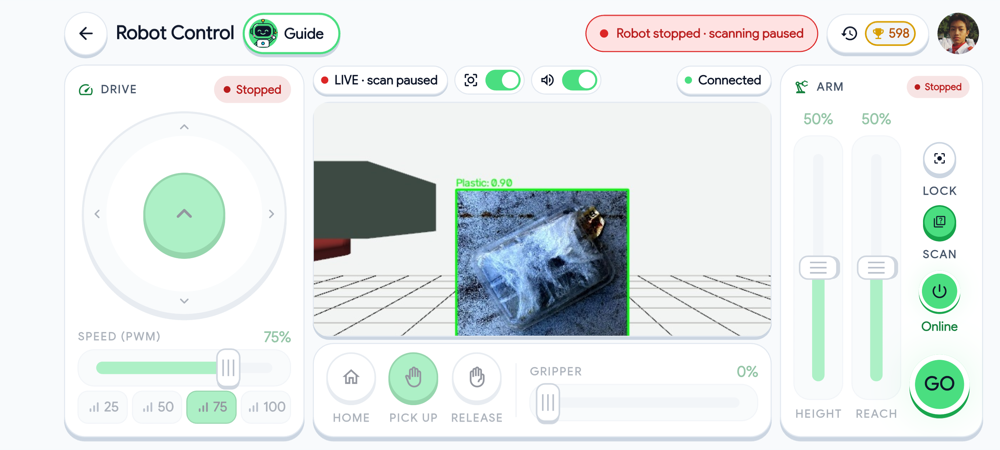 Robot Control
Guide
Robot stopped · scanning paused
598
DRIVE
Stopped
SPEED (PWM)
75%
25
50
75
100
LIVE · scan paused
Connected
Plastic: 0.90
HOME
PICK UP
RELEASE
GRIPPER
0%
ARM
Stopped
50%
50%
HEIGHT
REACH
LOCK
SCAN
Online
GO